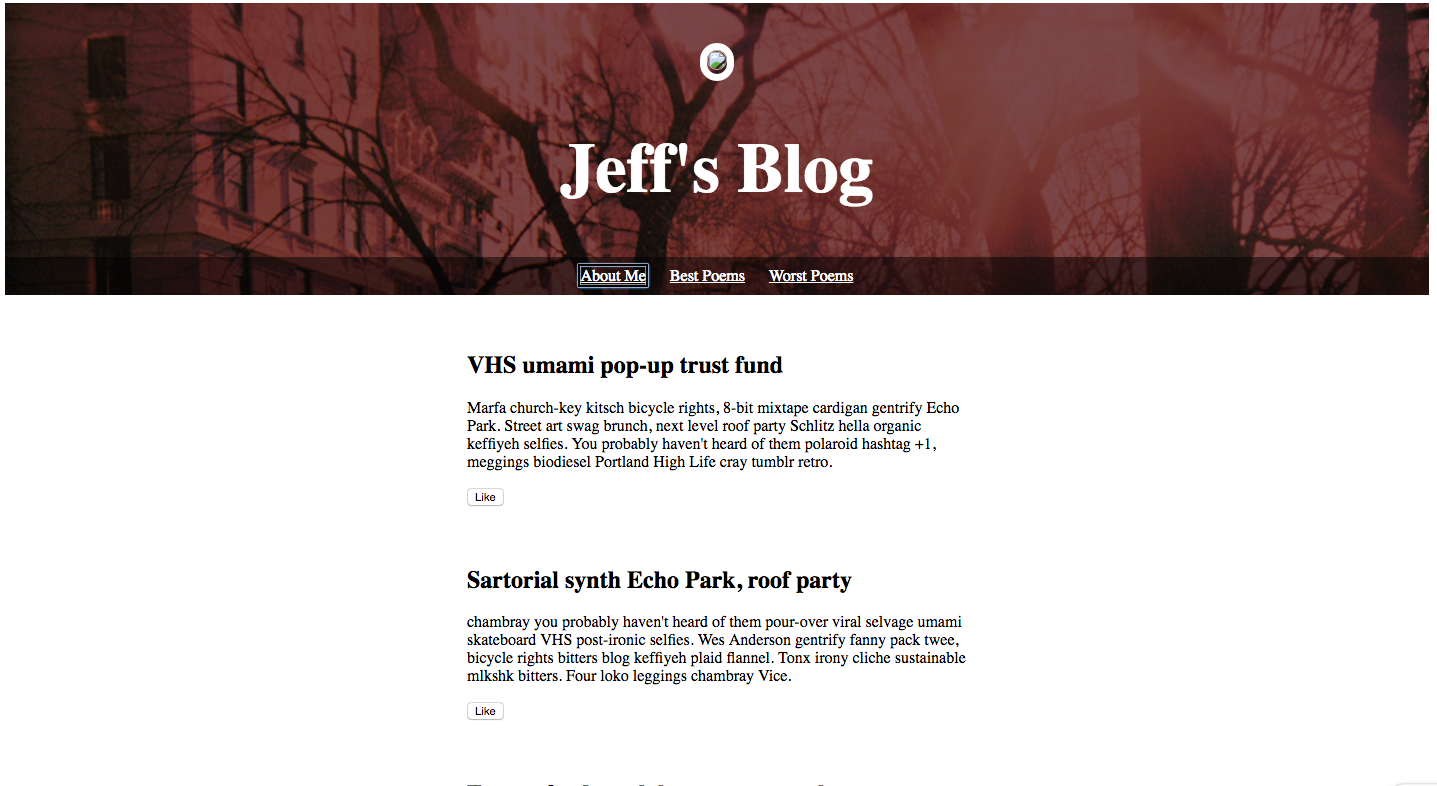 Jeff's Blog
About Me Best Poems Worst Poems
VHS umami pop-up trust fund
Marfa church-key kitsch bicycle rights, 8-bit mixtape cardigan gentrify Echo
Park. Street art swag brunch, next level roof party Schlitz hella organic
keffiyeh selfies. You probably haven't heard of them polaroid hashtag +1,
meggings biodiesel Portland High Life cray tumblr retro.
Like
Sartorial synth Echo Park, roof party
chambray you probably haven't heard of them pour-over viral selvage umami
skateboard VHS post-ironic selfies. Wes Anderson gentrify fanny pack twee,
bicycle rights bitters blog keffiyeh plaid flannel. Tonx irony cliche sustainable
mlkshk bitters. Four loko leggings chambray Vice.
Like